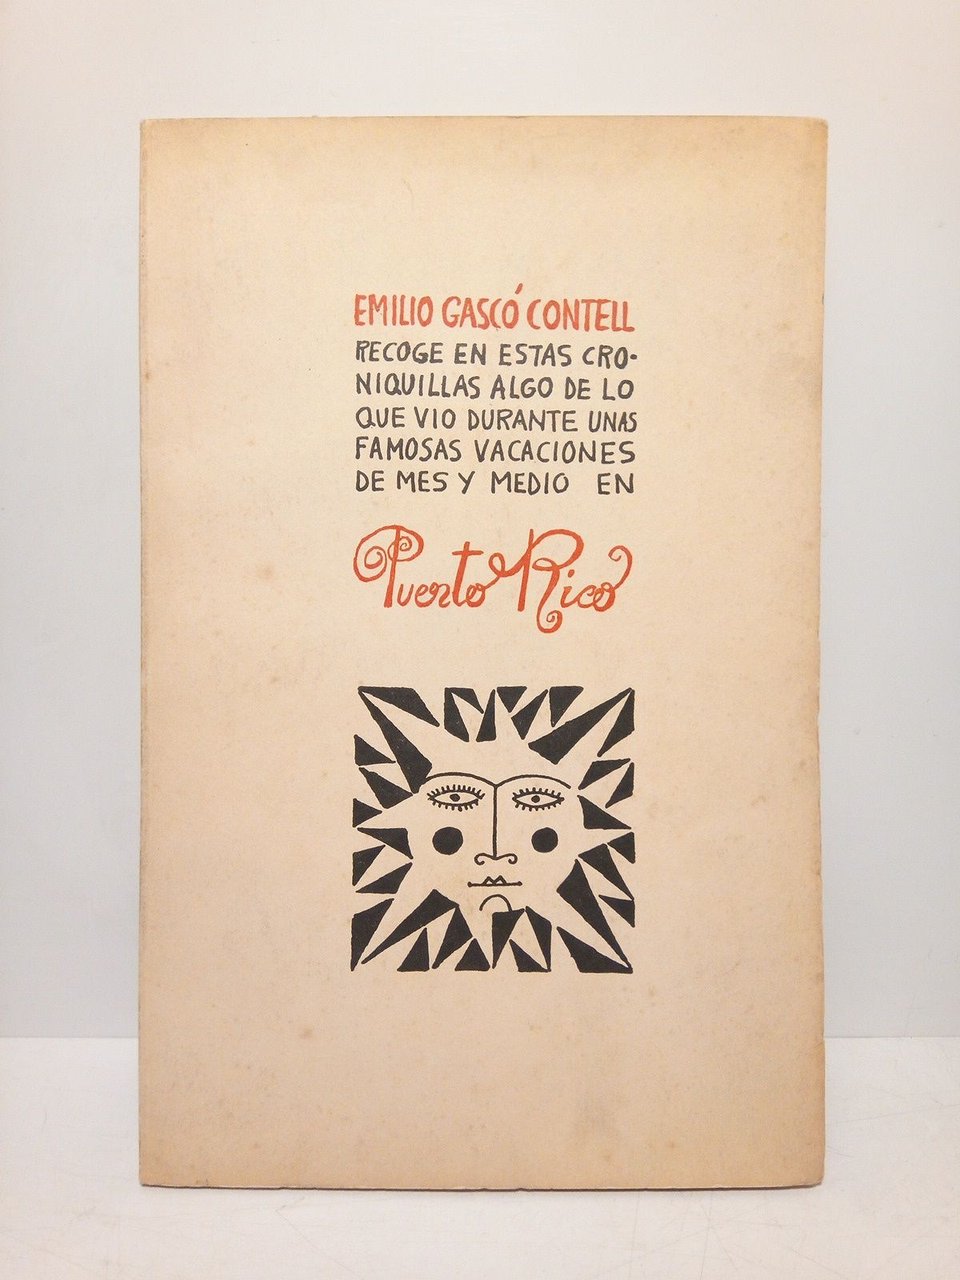 EMILIO GASCÓ CONTELL
RECOGE EN ESTAS CRO-
NIQUILLAS ALGO DE LO
QUE VIO DURANTE UNAS
FAMOSAS VACACIONES
DE MES Y MEDIO EN
Puerto Rico